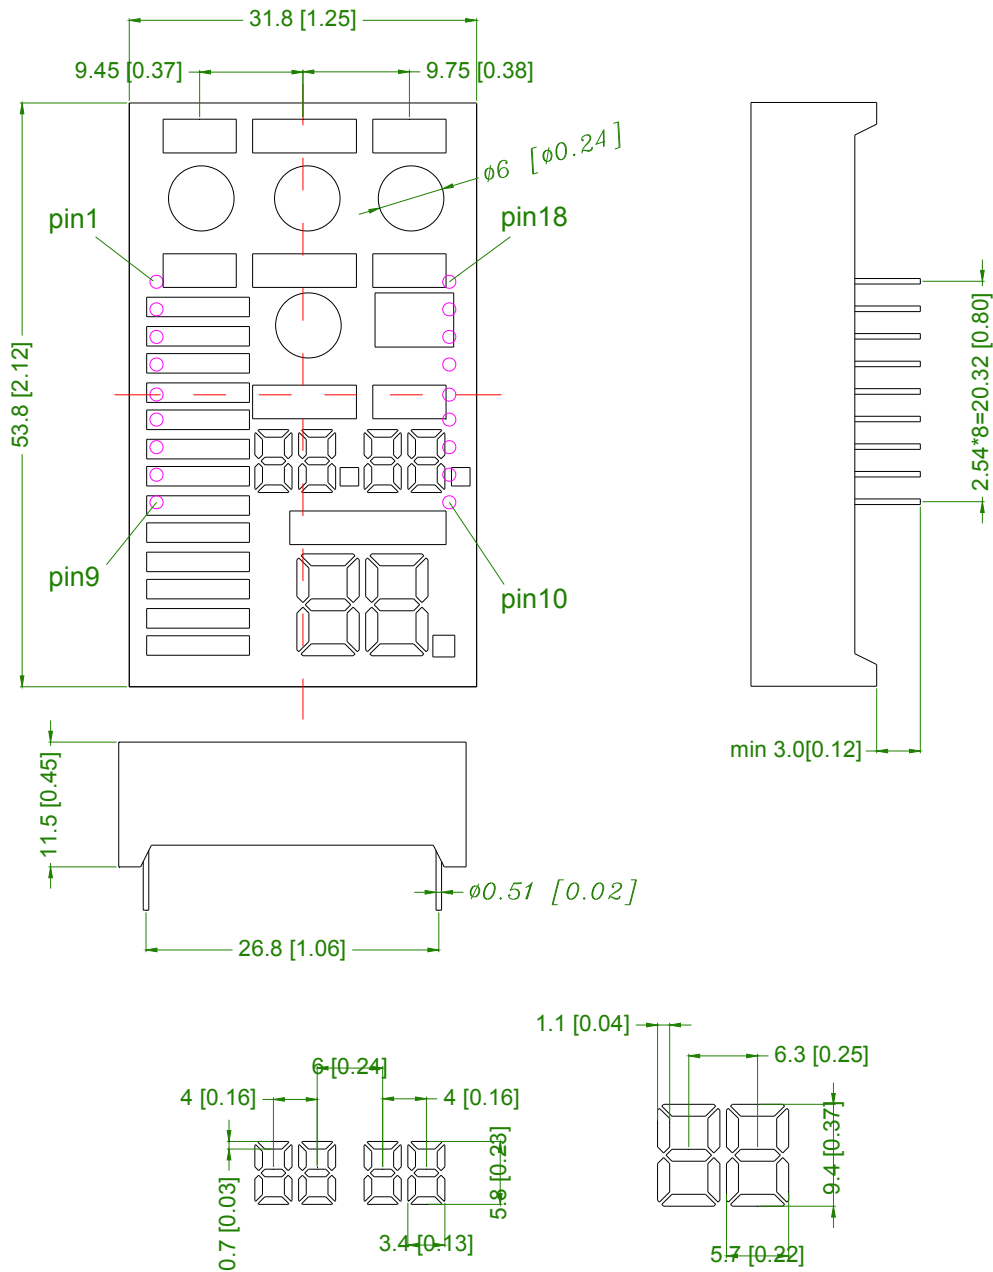 31.8 [1.25]
9.45 [0.37]
9.75 [0.38]
ø6 [ø0.24]
pin1
pin18
53.8 [2.12]
2.54*8=20.32 [0.80]
pin9
pin10
min 3.0[0.12]
11.5 [0.45]
ø0.51 [0.02]
26.8 [1.06]
1.1 [0.04]
6.3 [0.25]
6 [0.24]
4 [0.16]
4 [0.16]
9.4 [0.37]
5.8 [0.23]
0.7 [0.03]
3.4 [0.13]
5.7 [0.22]